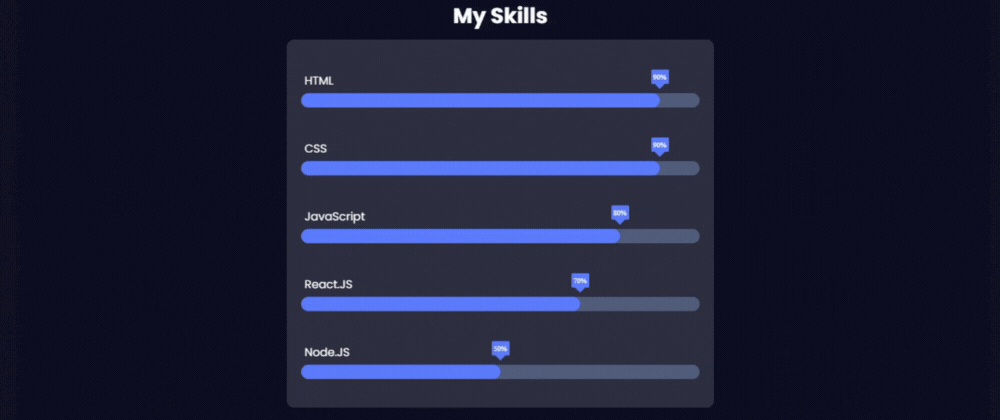 My Skills
HTML
90%
CSS
90%
JavaScript
80%
React.JS
70%
Node.JS
50%